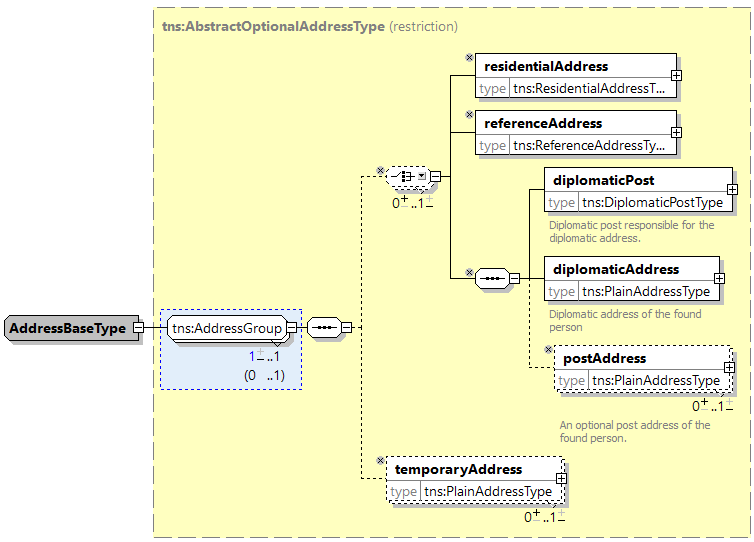 tns:AbstractOptionalAddressType (restriction)
residentialAddress
type tns:ResidentialAddressT...
referenceAddress
type tns:ReferenceAddressTy...
0 ..1
diplomaticPost
type tns:DiplomaticPostType
Diplomatic post responsible for the
diplomatic address.
diplomaticAddress
type tns:PlainAddressType
Diplomatic address of the found
person
AddressBaseType
tns:AddressGroup
1 ..1
(0 ..1)
postAddress
type tns:PlainAddressType
0 ..1
An optional post address of the
found person.
temporaryAddress
type tns:PlainAddressType
0 ..1